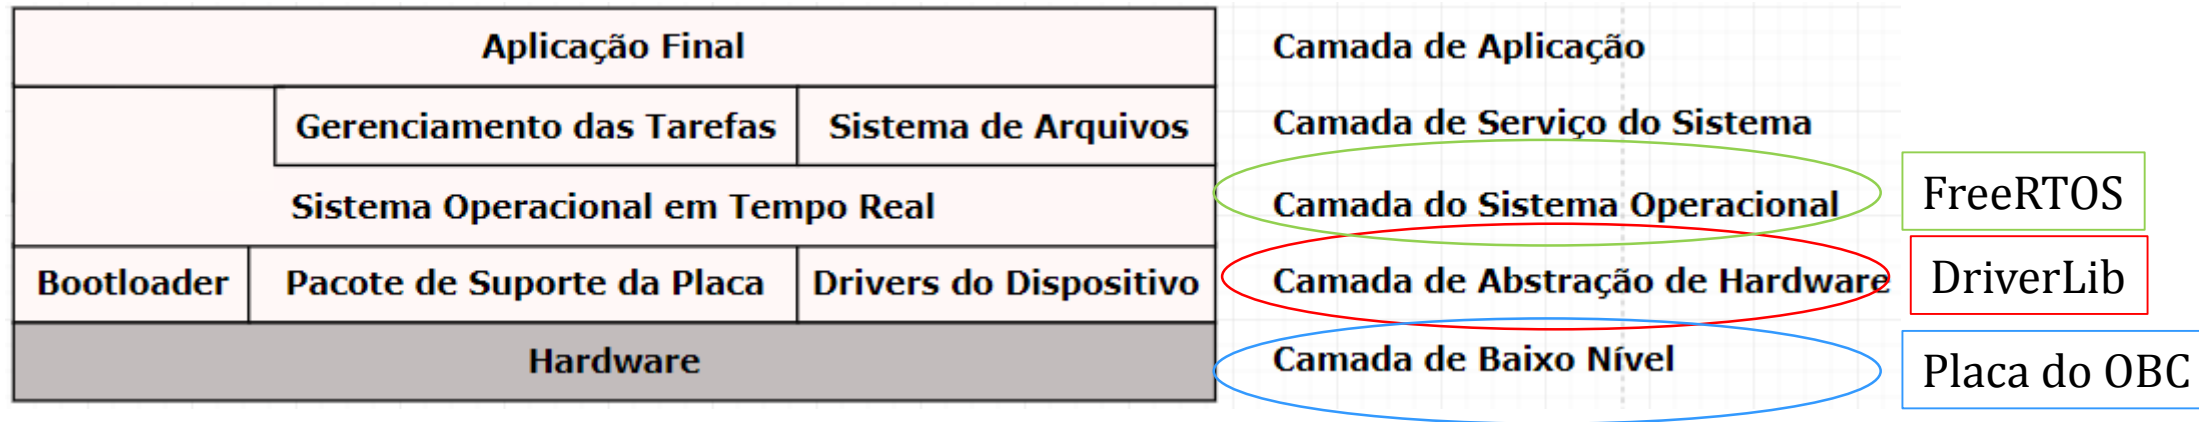 Aplicação Final
Camada de Aplicação
Gerenciamento das Tarefas
Sistema de Arquivos
Camada de Serviço do Sistema
Sistema Operacional em Tempo Real
Camada do Sistema Operacional
FreeRTOS
Bootloader
Pacote de Suporte da Placa
Drivers do Dispositivo
Camada de Abstração de Hardware
DriverLib
Hardware
Camada de Baixo Nível
Placa do OBC